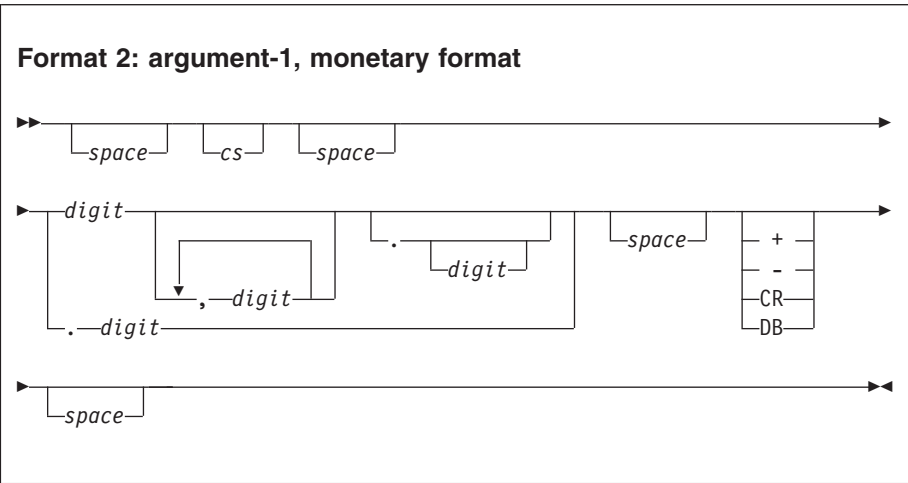 Format 2: argument-1, monetary format
space cs space
digit . space +
digit -
, digit CR
. digit DB
space